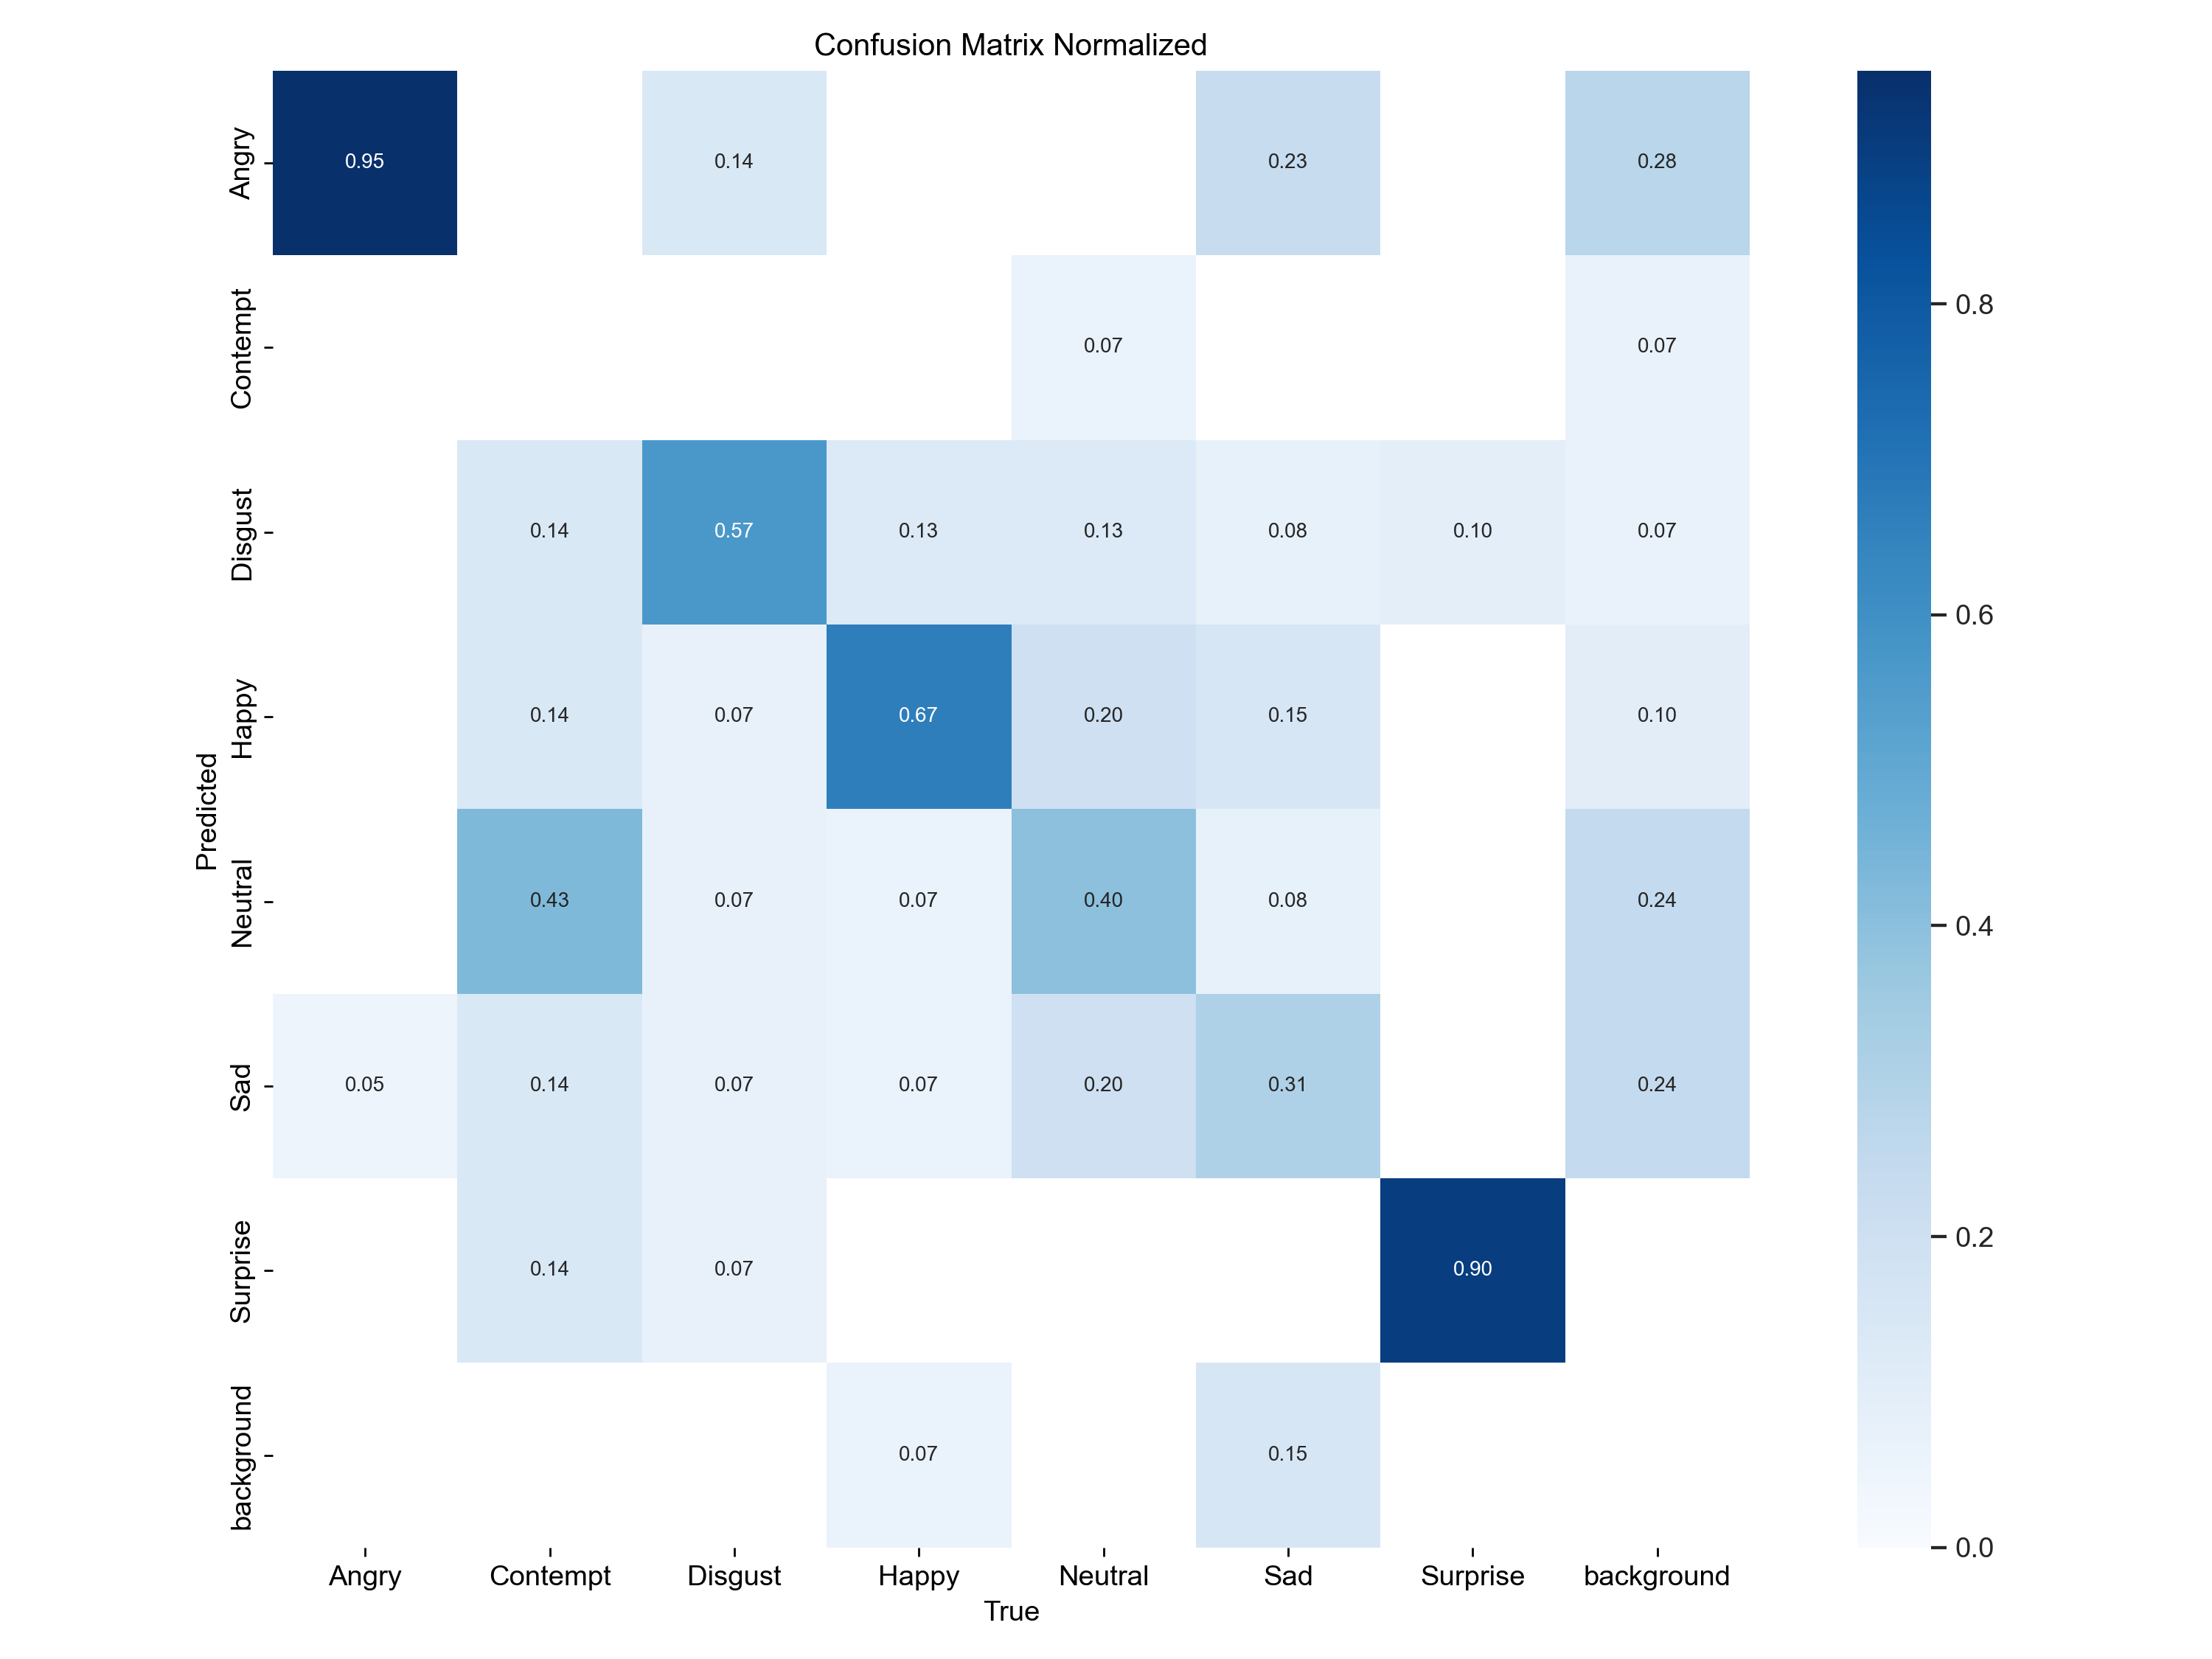 Confusion Matrix Normalized
Angry
0.95
0.14
0.23
0.28
Contempt
0.07
0.07
Disgust
0.14
0.57
0.13
0.13
0.08
0.10
0.07
Happy
0.14
0.07
0.67
0.20
0.15
0.10
Neutral
0.43
0.07
0.07
0.40
0.08
0.24
Sad
0.05
0.14
0.07
0.07
0.20
0.31
0.24
Surprise
0.14
0.07
0.90
background
0.07
0.15
Predicted
Angry
Contempt
Disgust
Happy
Neutral
Sad
Surprise
background
True
0.8
0.6
0.4
0.2
0.0